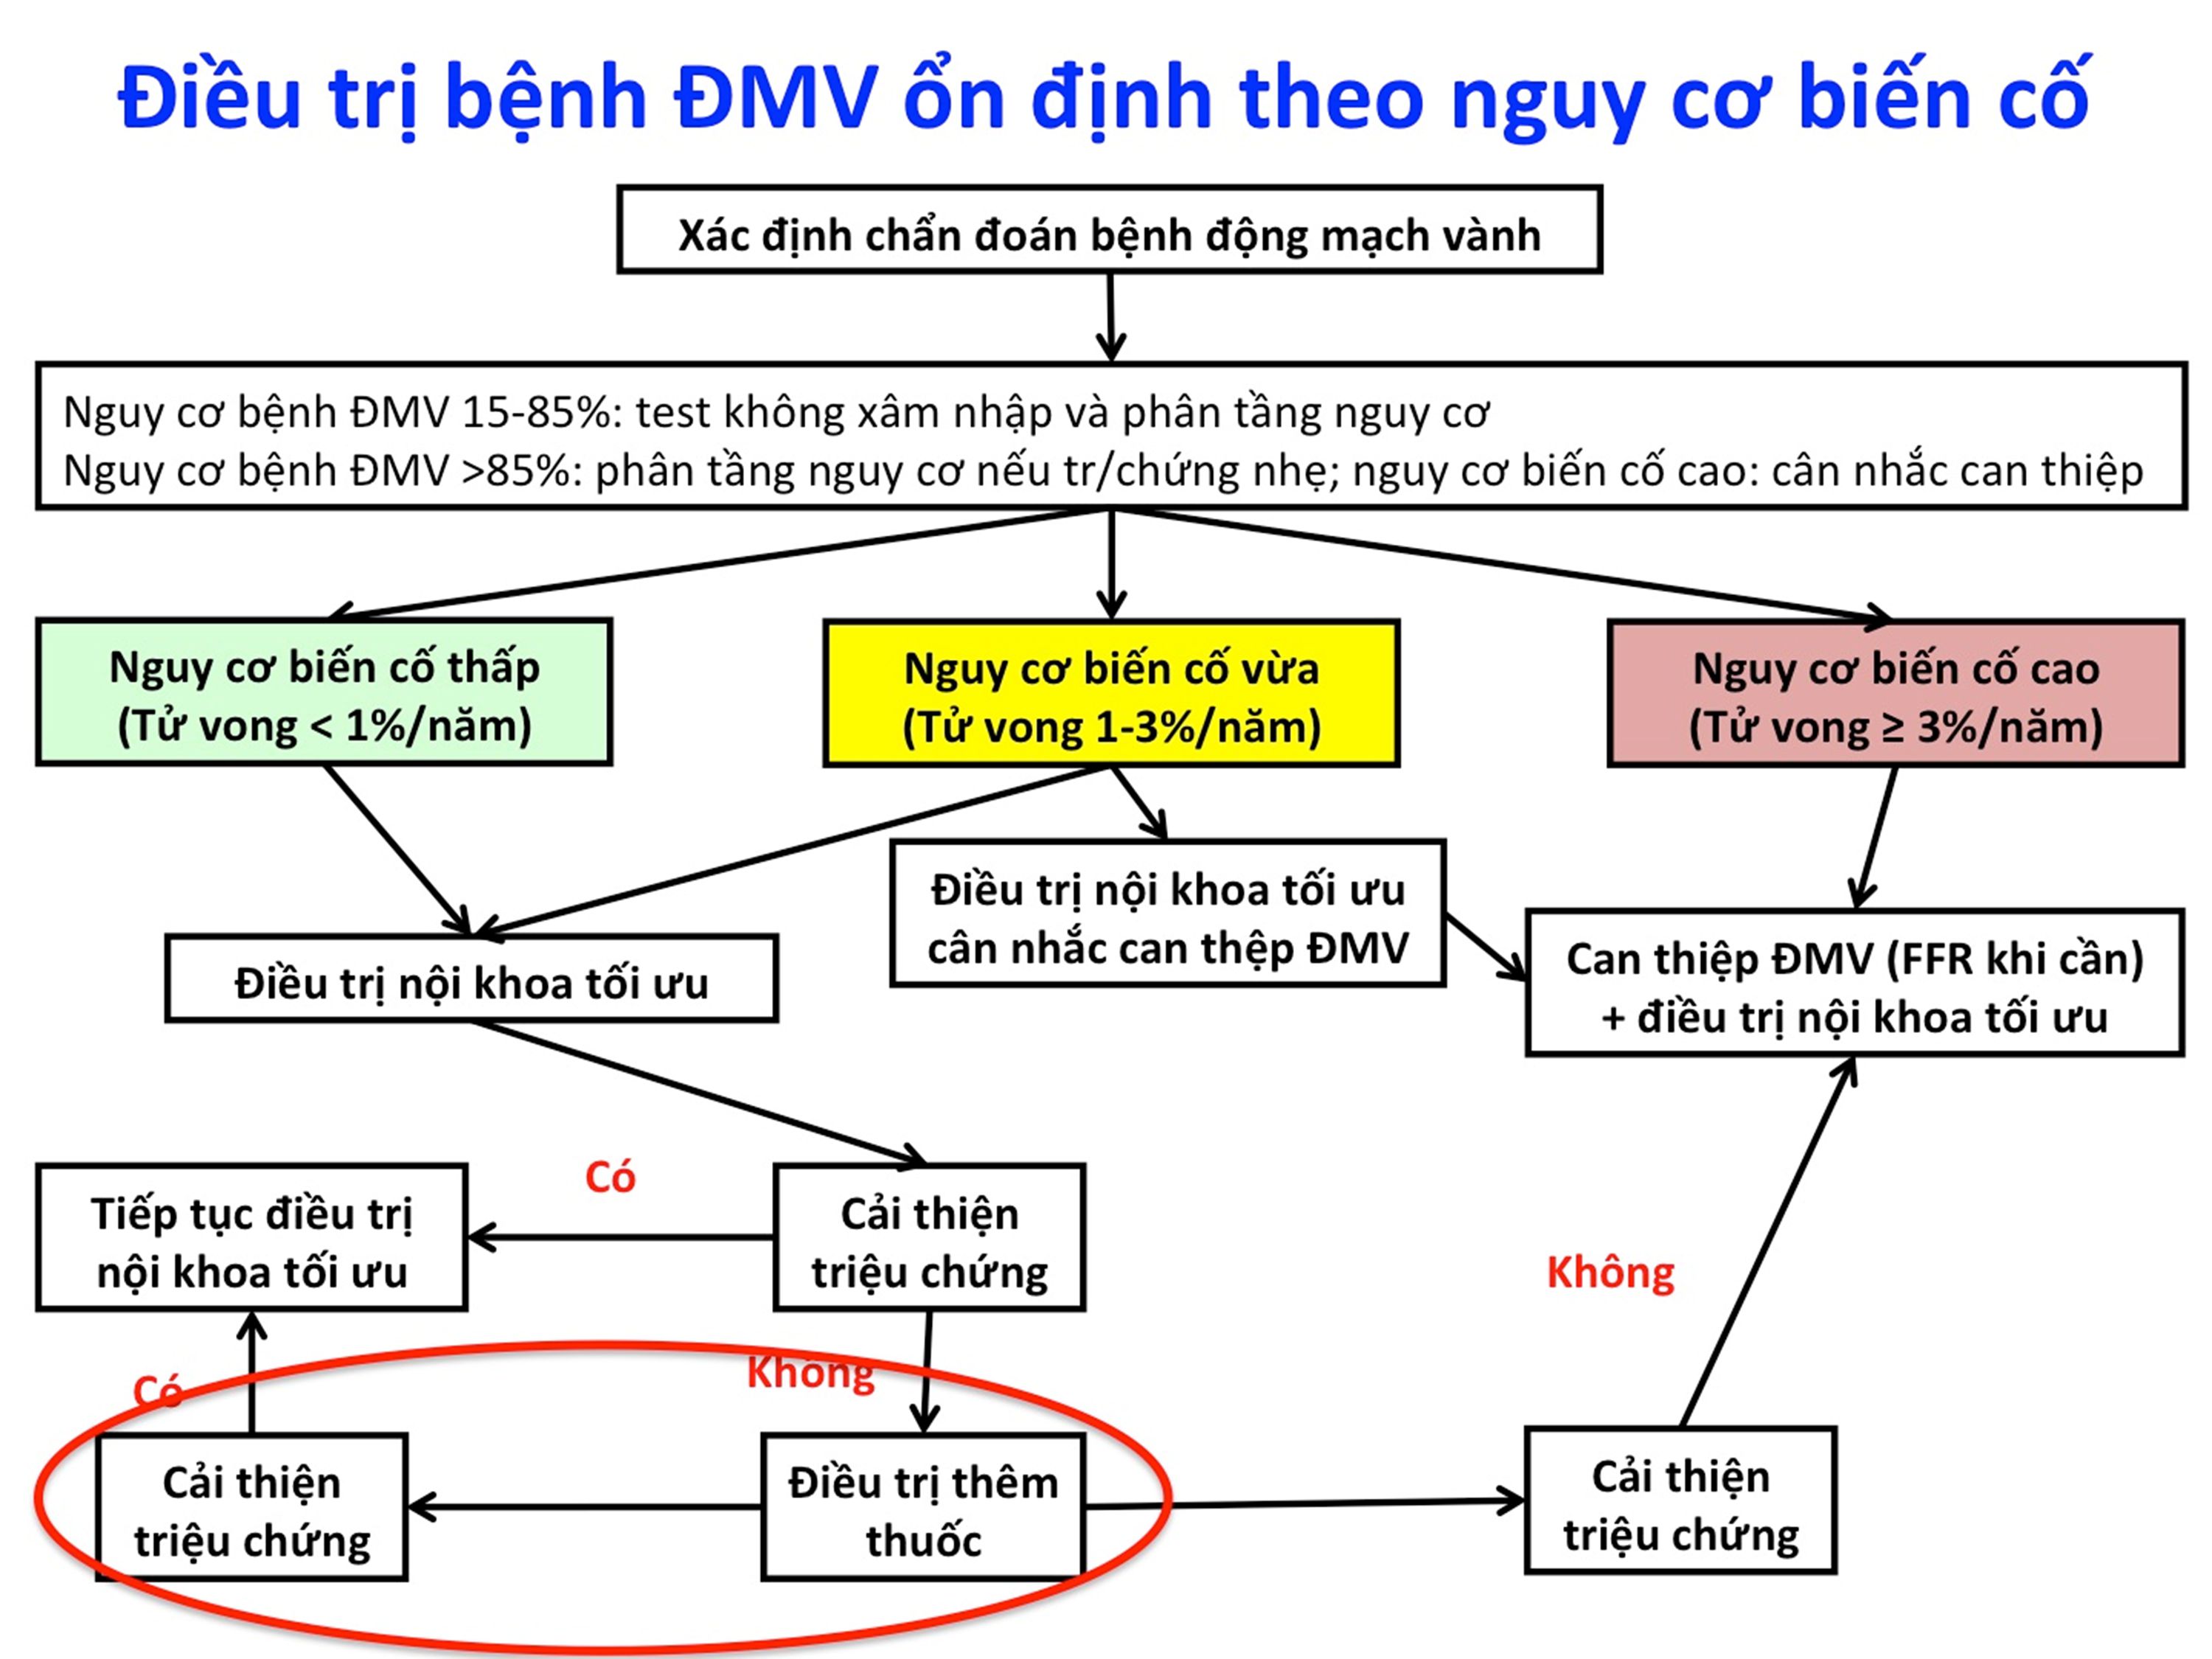 Điều trị bệnh ĐMV ổn định theo nguy cơ biến cố
Xác định chẩn đoán bệnh động mạch vành
Nguy cơ bệnh ĐMV 15-85%: test không xâm nhập và phân tầng nguy cơ
Nguy cơ bệnh ĐMV >85%: phân tầng nguy cơ nếu tr/chứng nhẹ; nguy cơ biến cố cao: cân nhắc can thiệp
Nguy cơ biến cố thấp
(Tử vong < 1%/năm)
Nguy cơ biến cố vừa
(Tử vong 1-3%/năm)
Nguy cơ biến cố cao
(Tử vong ≥ 3%/năm)
Điều trị nội khoa tối ưu
Điều trị nội khoa tối ưu
cân nhắc can thệp ĐMV
Can thiệp ĐMV (FFR khi cần)
+ điều trị nội khoa tối ưu
Tiếp tục điều trị
nội khoa tối ưu
Có
Cải thiện
triệu chứng
Không
Có
Không
Cải thiện
triệu chứng
Điều trị thêm
thuốc
Cải thiện
triệu chứng